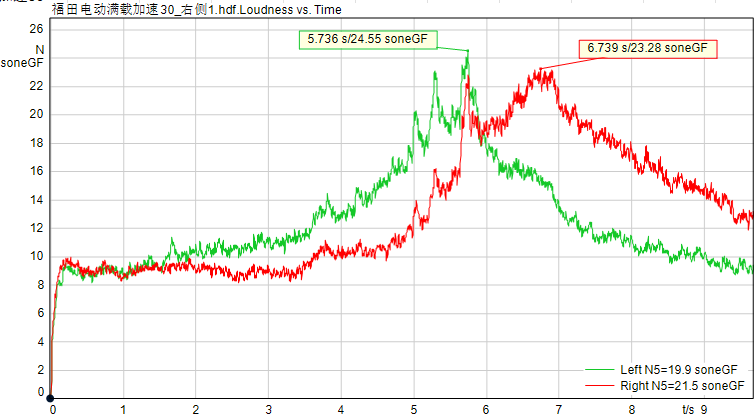 福田电动满载加速30_右侧1.hdf.Loudness vs. Time
26
N
soneGF
22
20
18
16
14
12
10
8
6
4
2
0
5.736 s/24.55 soneGF
6.739 s/23.28 soneGF
Left N5=19.9 soneGF
Right N5=21.5 soneGF
0 1 2 3 4 5 6 7 8 t/s 9